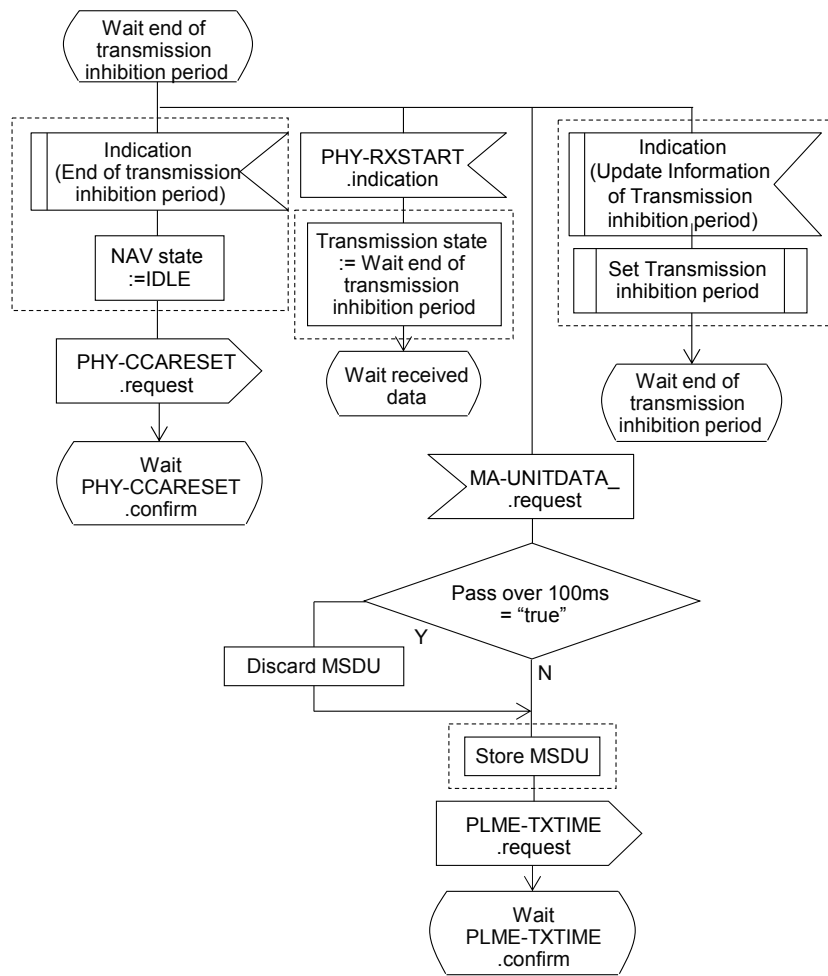 Wait end of
transmission
inhibition period
Indication
(End of transmission
inhibition period)
NAV state
:=IDLE
PHY-CCARESET
.request
Wait
PHY-CCARESET
.confirm
PHY-RXSTART
.indication
Transmission state
:= Wait end of
transmission
inhibition period
Wait received
data
Indication
(Update Information
of Transmission
inhibition period)
Set Transmission
inhibition period
Wait end of
transmission
inhibition period
MA-UNITDATA_
.request
Pass over 100ms
= “true”
Y
N
Discard MSDU
Store MSDU
PLME-TXTIME
.request
Wait
PLME-TXTIME
.confirm